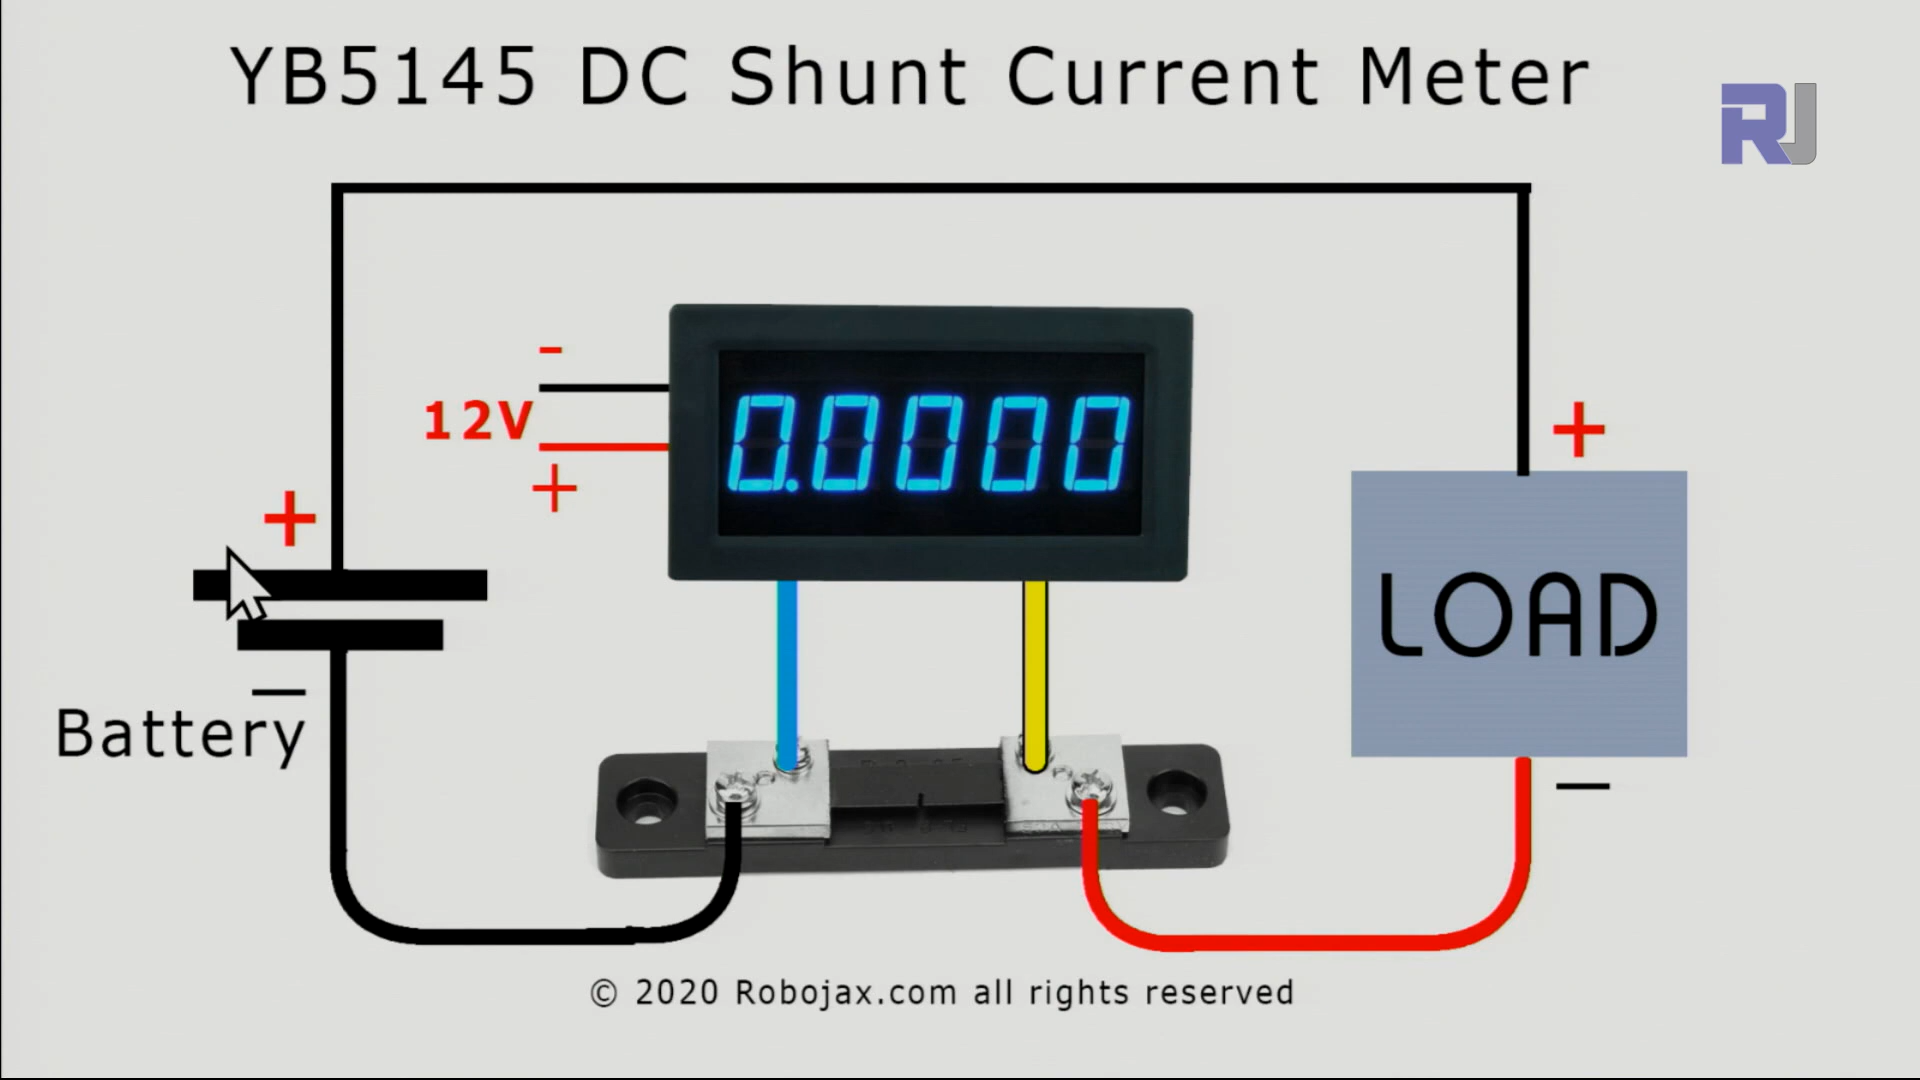 YB5145 DC Shunt Current Meter
RJ
-
12V
+
0.0000
+
+
LOAD
—
Battery
—
© 2020 Robojax.com all rights reserved